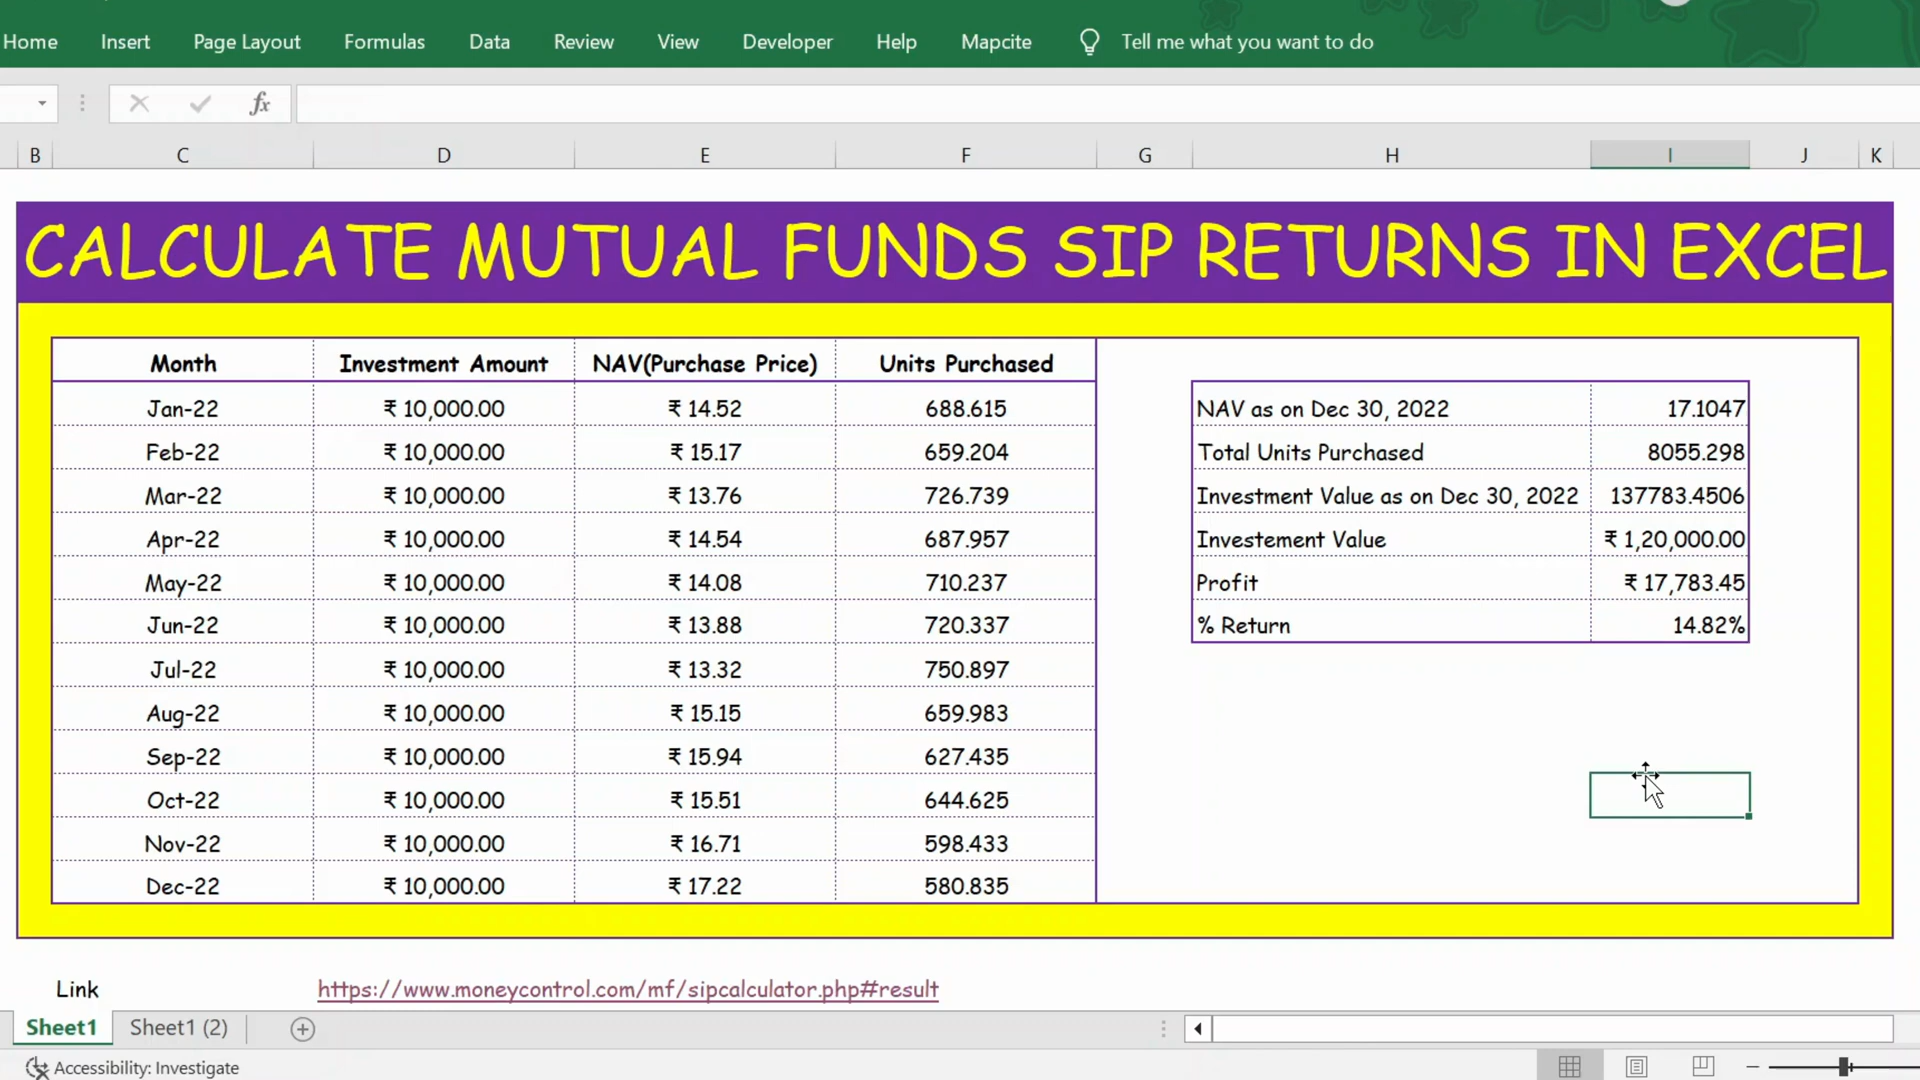 Home Insert Page Layout Formulas Data Review View Developer Help Mapcite Tell me what you want to do
fx
B C D E F G H I J K
CALCULATE MUTUAL FUNDS SIP RETURNS IN EXCEL
Month Investment Amount NAV(Purchase Price) Units Purchased
Jan-22 ₹ 10,000.00 ₹ 14.52 688.615 NAV as on Dec 30, 2022 17.1047
Feb-22 ₹ 10,000.00 ₹ 15.17 659.204 Total Units Purchased 8055.298
Mar-22 ₹ 10,000.00 ₹ 13.76 726.739 Investment Value as on Dec 30, 2022 137783.4506
Apr-22 ₹ 10,000.00 ₹ 14.54 687.957 Investement Value ₹ 1,20,000.00
May-22 ₹ 10,000.00 ₹ 14.08 710.237 Profit ₹ 17,783.45
Jun-22 ₹ 10,000.00 ₹ 13.88 720.337 % Return 14.82%
Jul-22 ₹ 10,000.00 ₹ 13.32 750.897
Aug-22 ₹ 10,000.00 ₹ 15.15 659.983
Sep-22 ₹ 10,000.00 ₹ 15.94 627.435
Oct-22 ₹ 10,000.00 ₹ 15.51 644.625
Nov-22 ₹ 10,000.00 ₹ 16.71 598.433
Dec-22 ₹ 10,000.00 ₹ 17.22 580.835
Link https://www.moneycontrol.com/mf/sipcalculator.php#result
Sheet1 Sheet1 (2)
Accessibility: Investigate